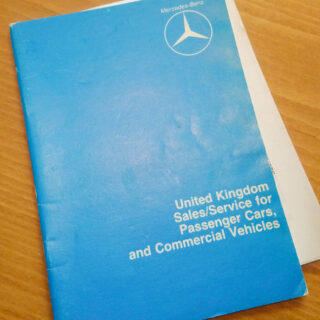 Mercedes-Benz
United Kingdom
Sales/Service for
Passenger Cars,
and Commercial Vehicles